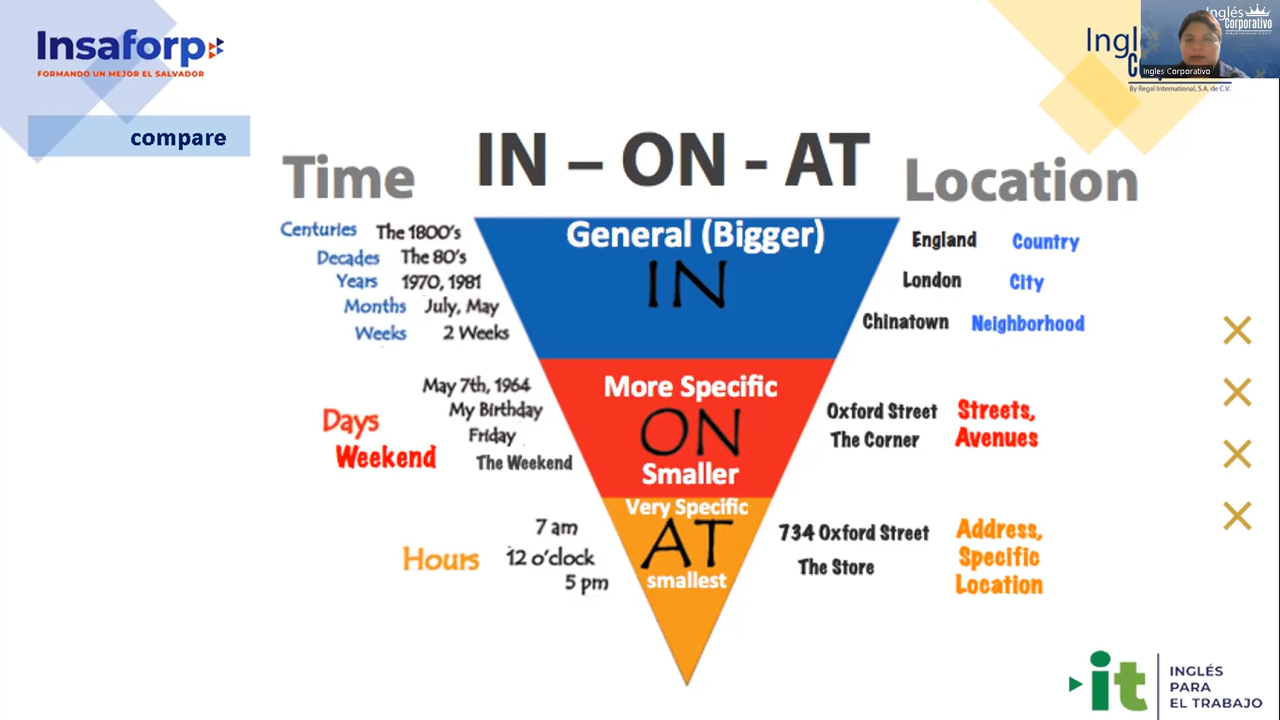 Insaforp
FORMANDO UN MEJOR EL SALVADOR
compare
Inglés
Corporativo
Ingles Corporativo
Ingl
By Regal International, S.A. de C.V.
IN – ON - AT
Time
Location
General (Bigger)
IN
Centuries The 1800's
Decades The 80's
Years 1970, 1981
Months July, May
Weeks 2 Weeks
England Country
London City
Chinatown Neighborhood
More Specific
ON
Smaller
May 7th, 1964
My Birthday
Days
Friday
Weekend
The Weekend
Oxford Street
The Corner
Streets,
Avenues
Very Specific
AT
smallest
7 am
Hours 12 o'clock
5 pm
734 Oxford Street
The Store
Address,
Specific
Location
it
INGLÉS
PARA
EL TRABAJO